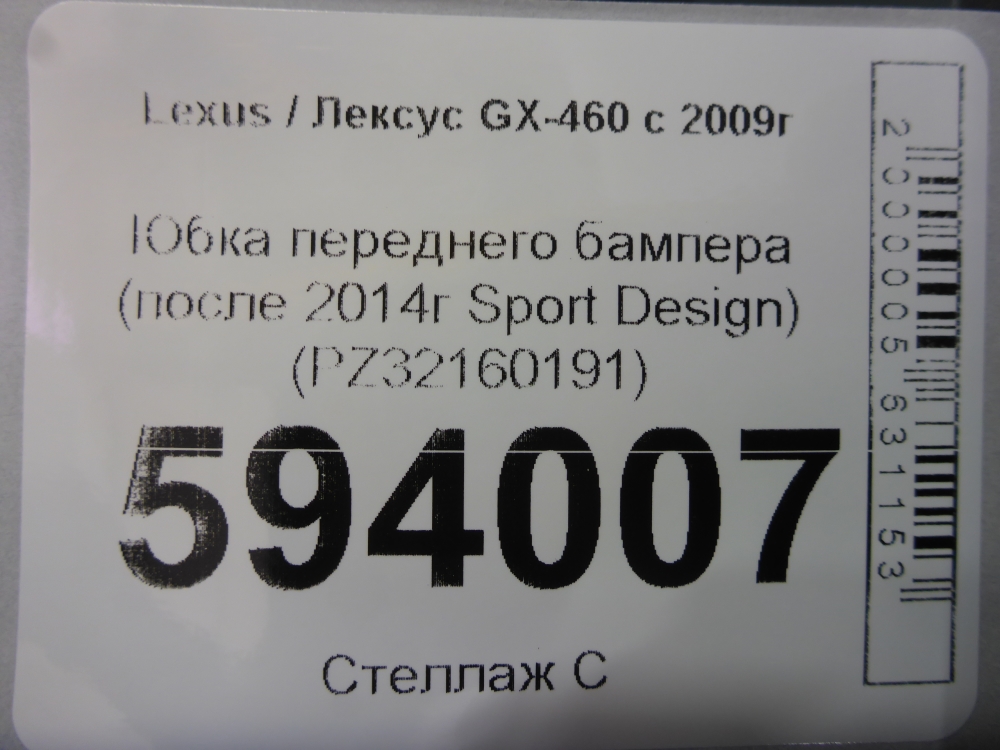 Lexus / Лексус GX-460 с 2009г
Юбка переднего бампера
(после 2014г Sport Design)
(PZ32160191)
594007
Стеллаж С
2000005631153